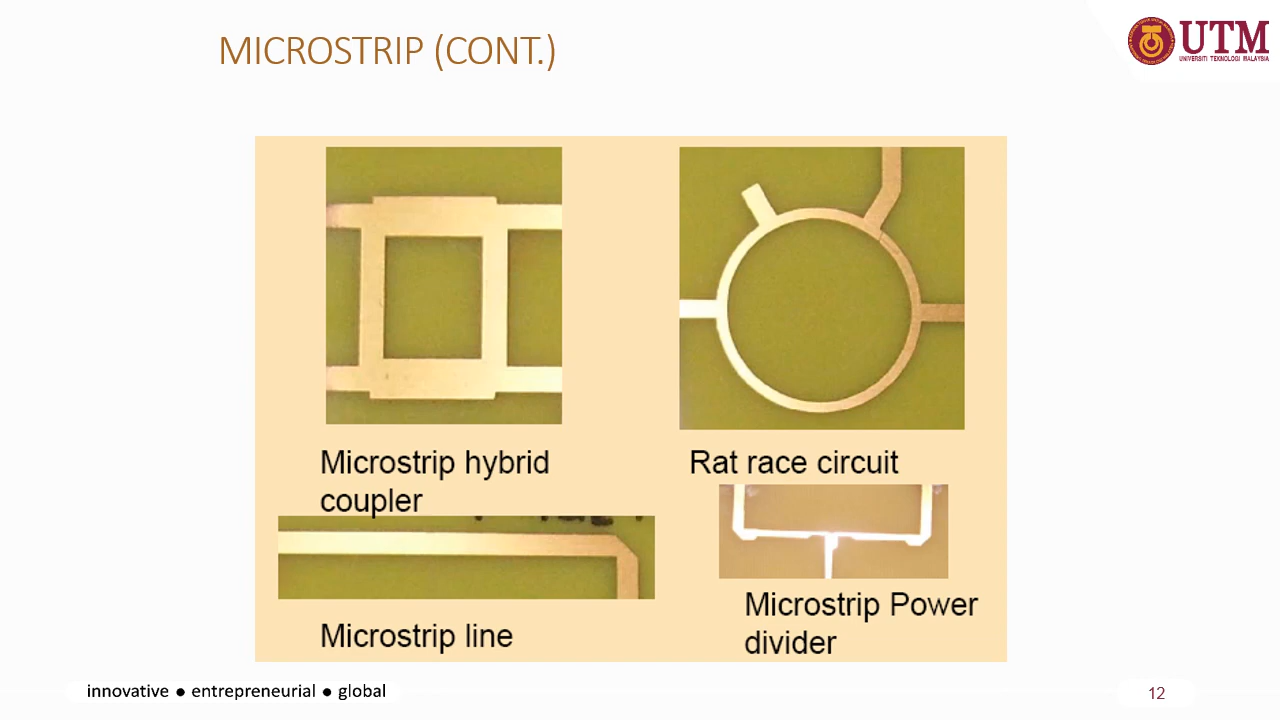 MICROSTRIP (CONT.)
UTM
UNIVERSITI TEKNOLOGI MALAYSIA
Microstrip hybrid
coupler
Rat race circuit
Microstrip line
Microstrip Power
divider
innovative ● entrepreneurial ● global
12